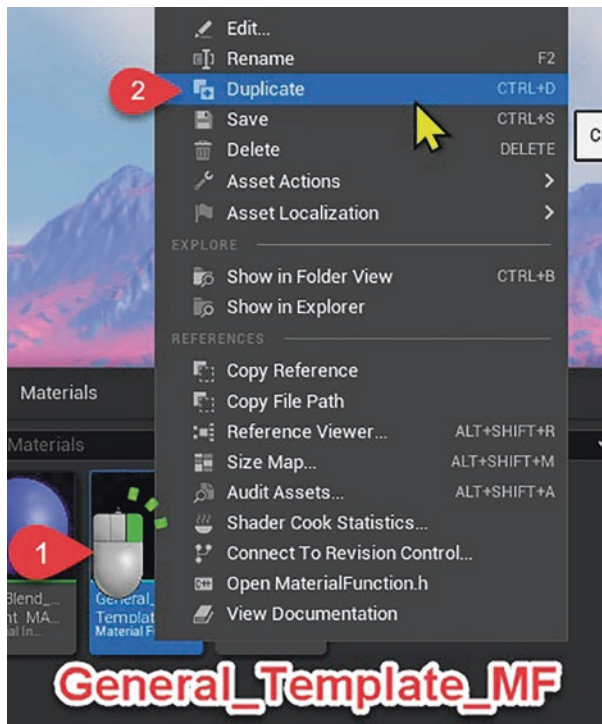 Edit...
Rename F2
2
Duplicate CTRL+D
Save CTRL+S
Delete DELETE
Asset Actions
Asset Localization
EXPLORE
Show in Folder View CTRL+B
Show in Explorer
REFERENCES
Copy Reference
Materials
Copy File Path
Materials
Reference Viewer... ALT+SHIFT+R
Size Map... ALT+SHIFT+M
Audit Assets... ALT+SHIFT+A
Shader Cook Statistics...
1
Connect To Revision Control...
C++ Open MaterialFunction.h
View Documentation
General_Template_MF